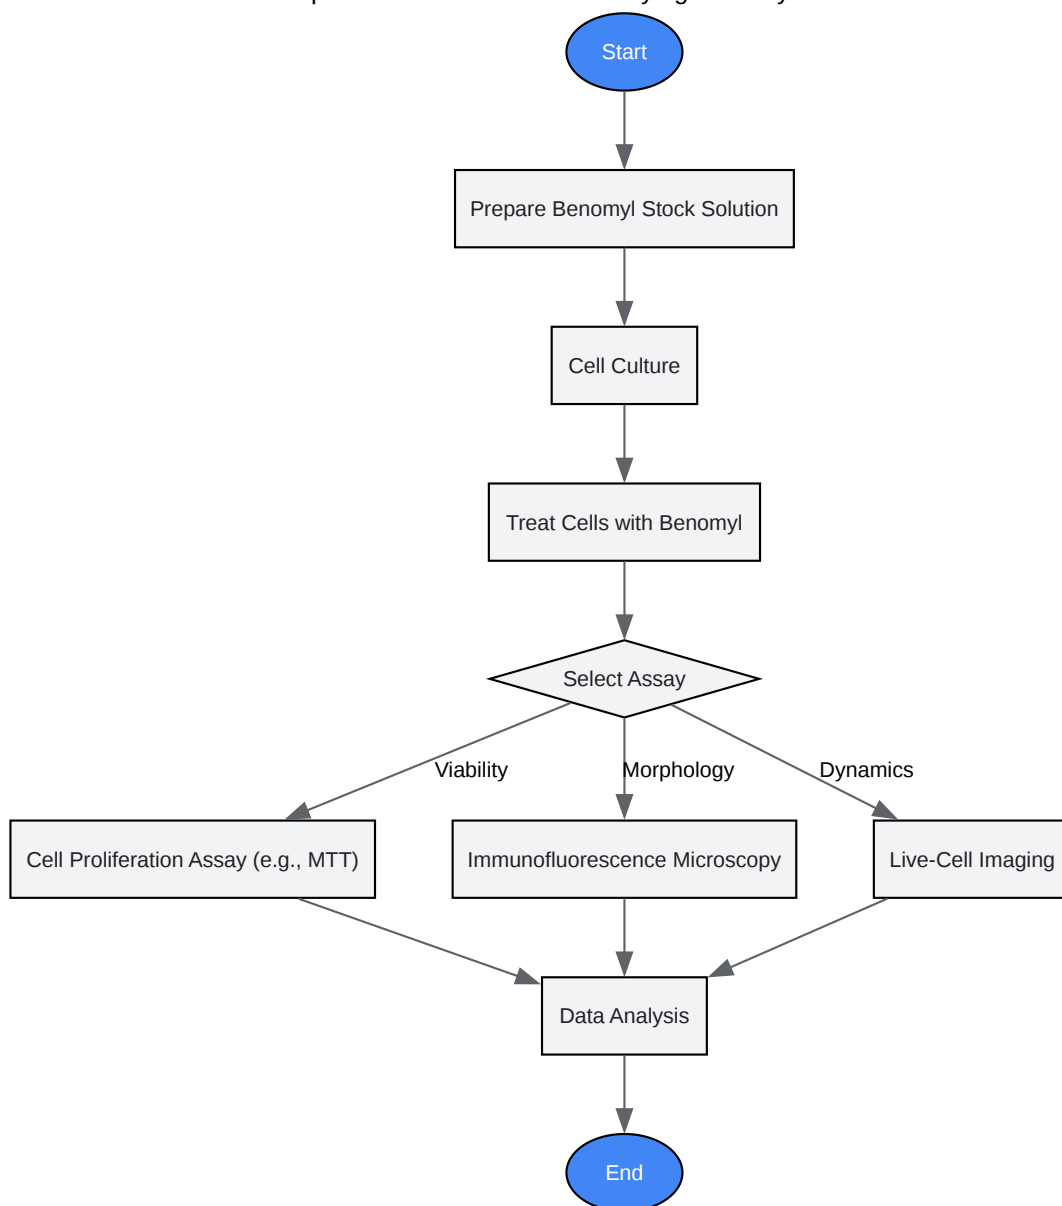 Start
Prepare Benomyl Stock Solution
Cell Culture
Treat Cells with Benomyl
Select Assay
Viability
Morphology
Dynamics
Cell Proliferation Assay (e.g., MTT)
Immunofluorescence Microscopy
Live-Cell Imaging
Data Analysis
End